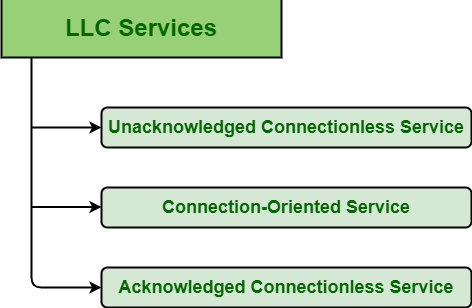 LLC Services
Unacknowledged Connectionless Service
Connection-Oriented Service
Acknowledged Connectionless Service